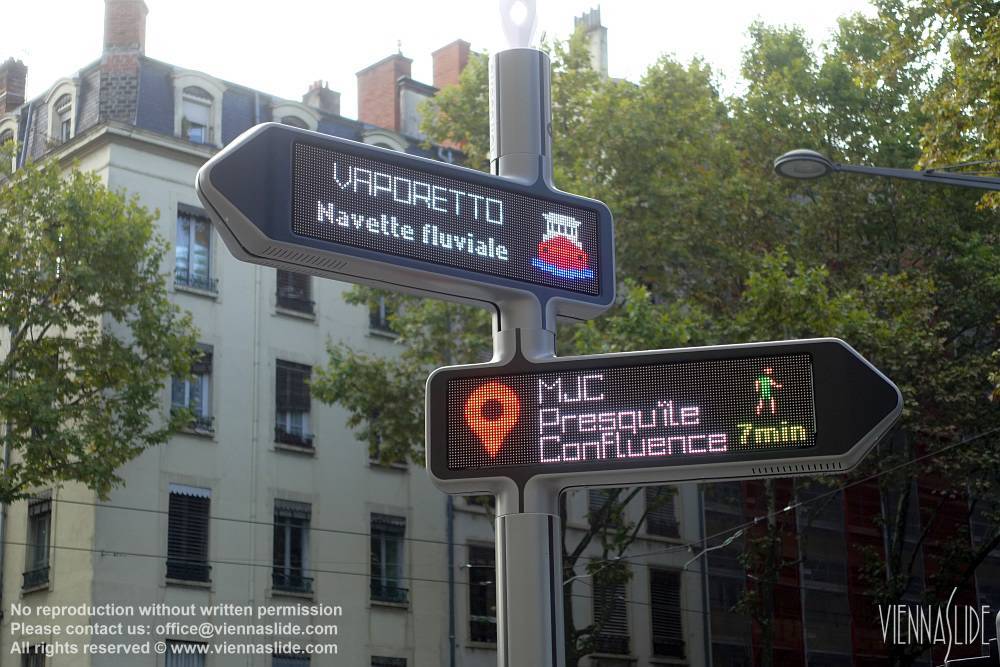 VAPORETTO
Navette fluviale
MJC
Presqu'île
Confluence
7min
No reproduction without written permission
Please contact us: office@viennaslide.com
All rights reserved © www.viennaslide.com
VIENNASLIDE